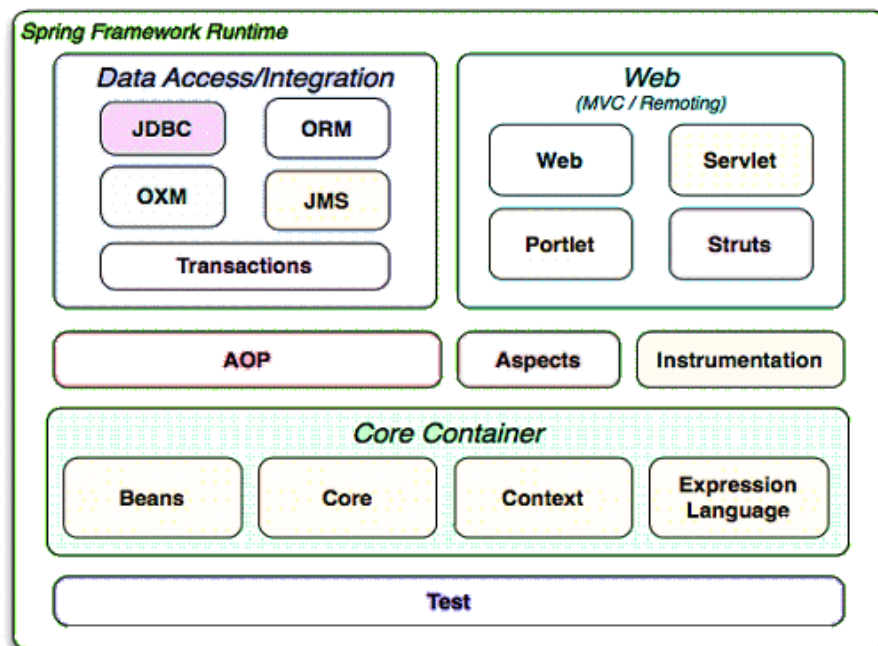 Spring Framework Runtime
Data Access/Integration
JDBC
ORM
OXM
JMS
Transactions
Web
(MVC / Remoting)
Web
Servlet
Portlet
Struts
AOP
Aspects
Instrumentation
Core Container
Beans
Core
Context
Expression
Language
Test